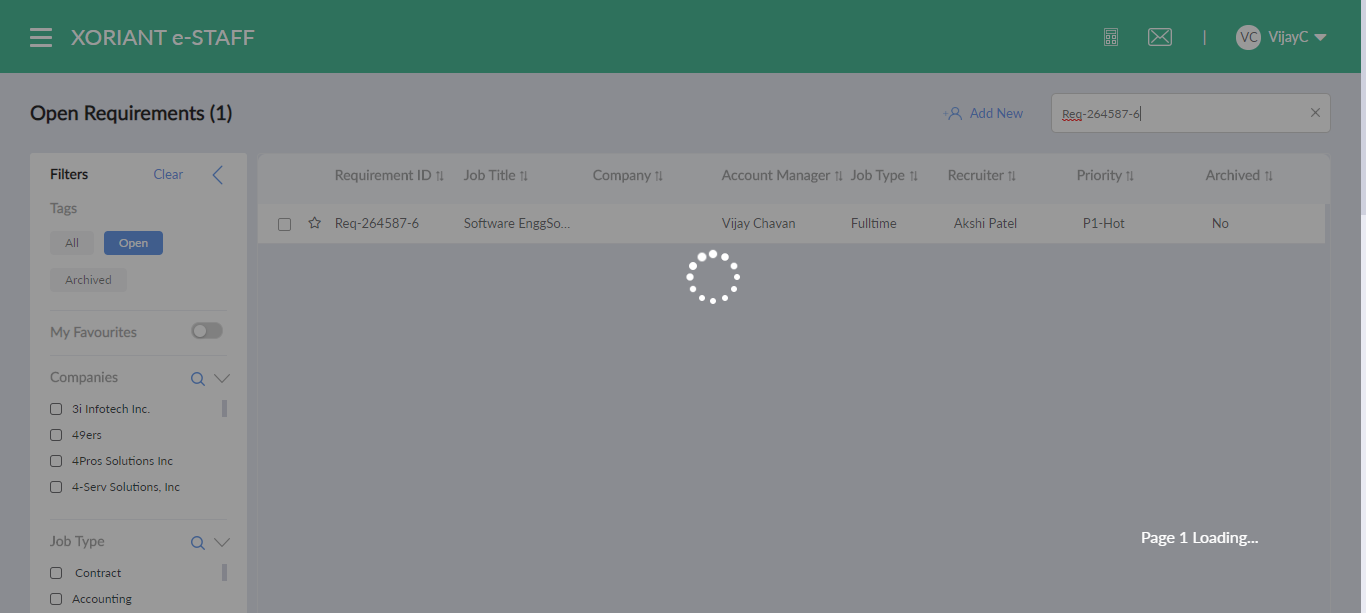 XORIANT e-STAFF
|
VC VijayC
Open Requirements (1)
Add New
Req-264587-6
Filters Clear
Tags
All Open
Archived
My Favourites
Companies
3i Infotech Inc.
49ers
4Pros Solutions Inc
4-Serv Solutions, Inc
Job Type
Contract
Accounting
Requirement ID Job Title Company Account Manager Job Type Recruiter Priority Archived
Req-264587-6 Software EnggSo... Vijay Chavan Fulltime Akshi Patel P1-Hot No
Page 1 Loading...